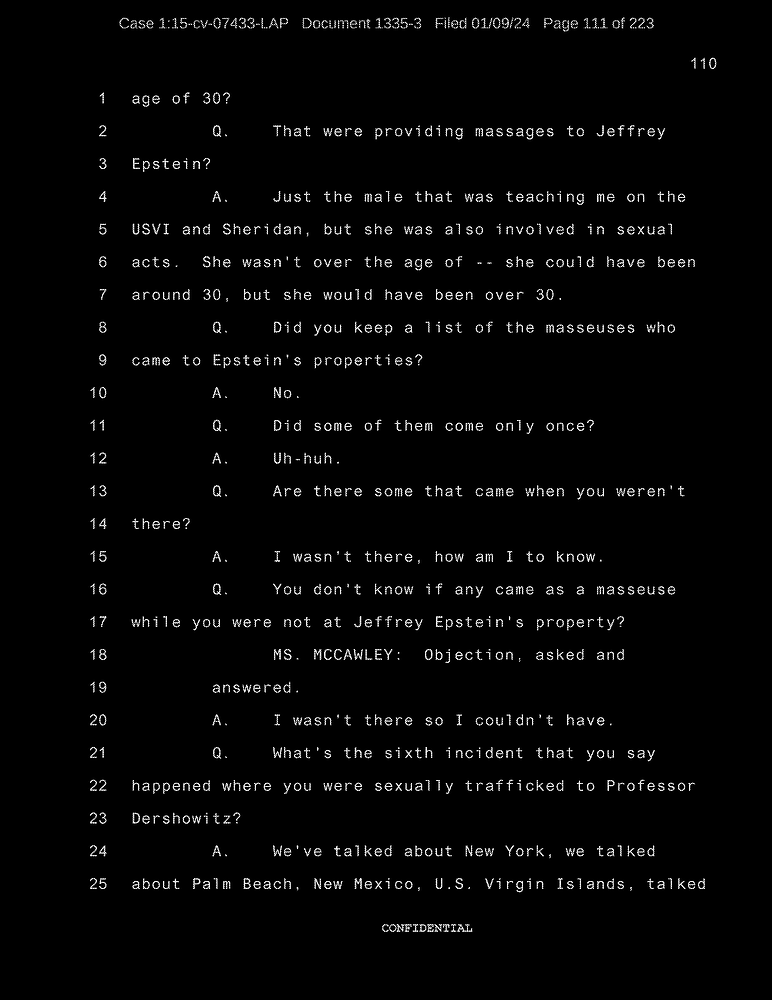 Case 1:15-cv-07433-LAP Document 1335-3 Filed 01/09/24 Page 111 of 223
110
1 age of 30?
2 Q. That were providing massages to Jeffrey
3 Epstein?
4 A. Just the male that was teaching me on the
5 USVI and Sheridan, but she was also involved in sexual
6 acts. She wasn't over the age of -- she could have been
7 around 30, but she would have been over 30.
8 Q. Did you keep a list of the masseuses who
9 came to Epstein's properties?
10 A. No.
11 Q. Did some of them come only once?
12 A. Uh-huh.
13 Q. Are there some that came when you weren't
14 there?
15 A. I wasn't there, how am I to know.
16 Q. You don't know if any came as a masseuse
17 while you were not at Jeffrey Epstein's property?
18 MS. MCCAWLEY: Objection, asked and
19 answered.
20 A. I wasn't there so I couldn't have.
21 Q. What's the sixth incident that you say
22 happened where you were sexually trafficked to Professor
23 Dershowitz?
24 A. We've talked about New York, we talked
25 about Palm Beach, New Mexico, U.S. Virgin Islands, talked
CONFIDENTIAL